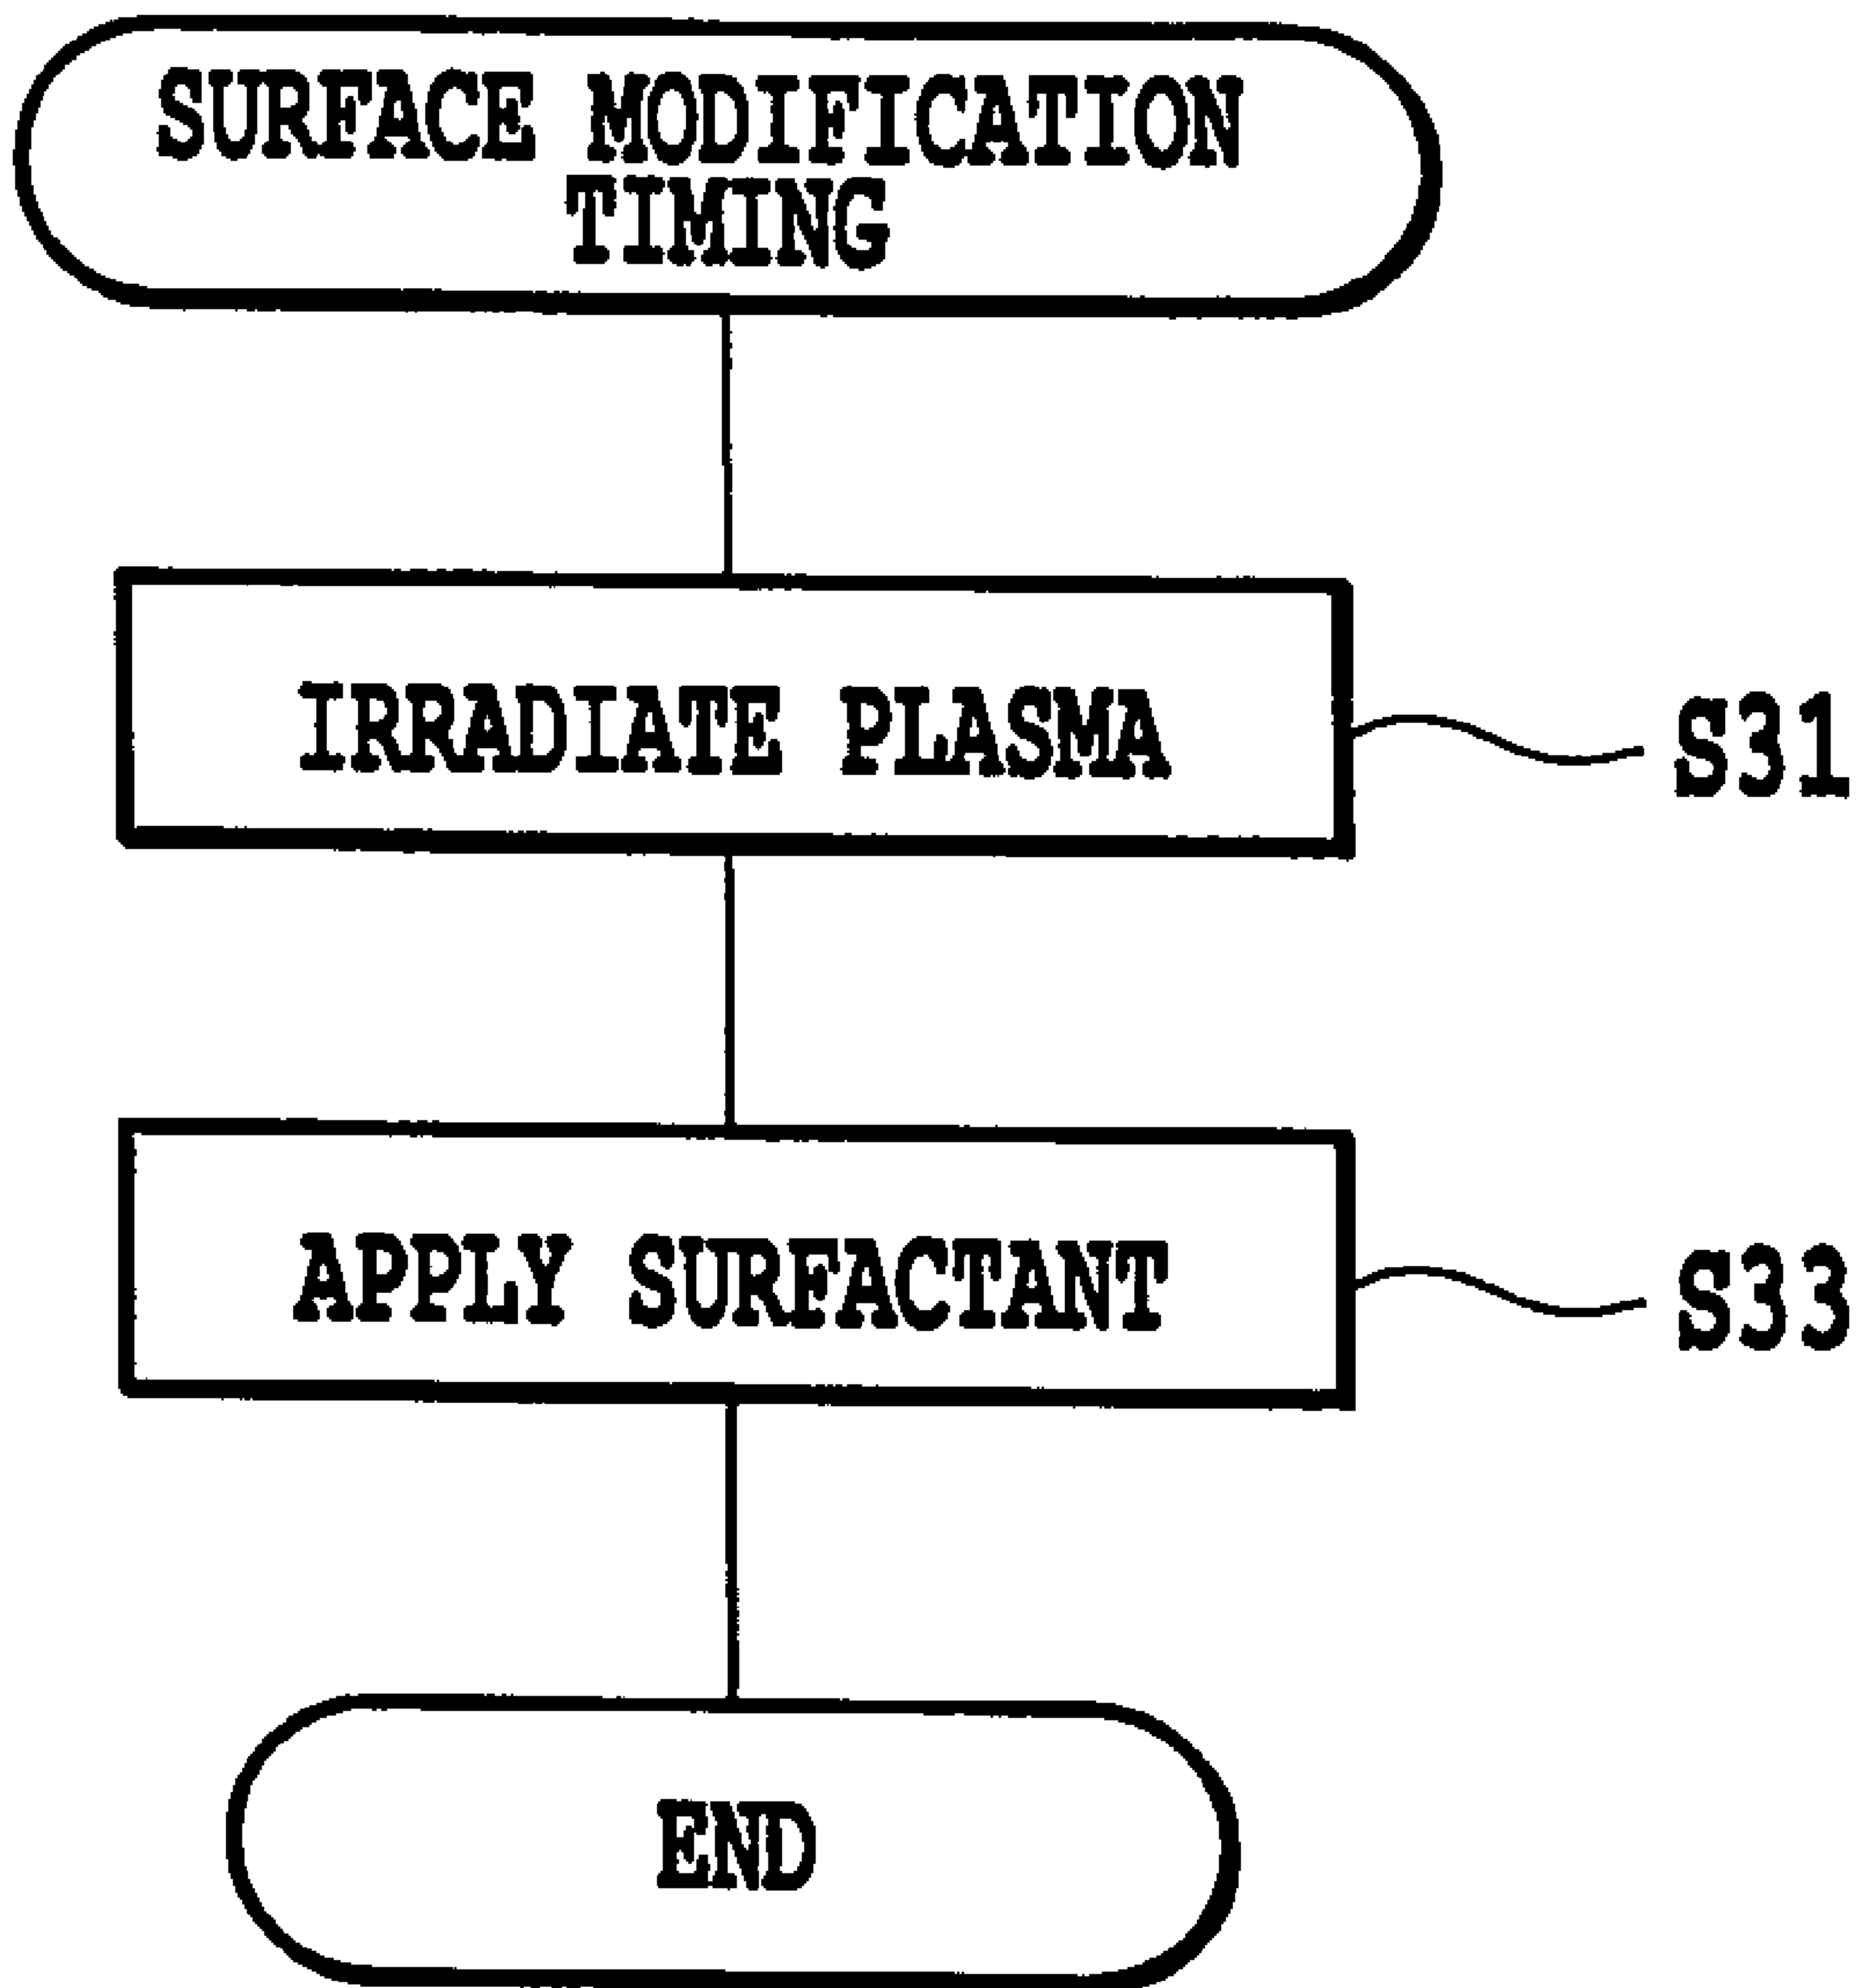 SURFACE MODIFICATION
TIMING
IRRADIATE PLASMA
S31
APPLY SURFACTANT
S33
END